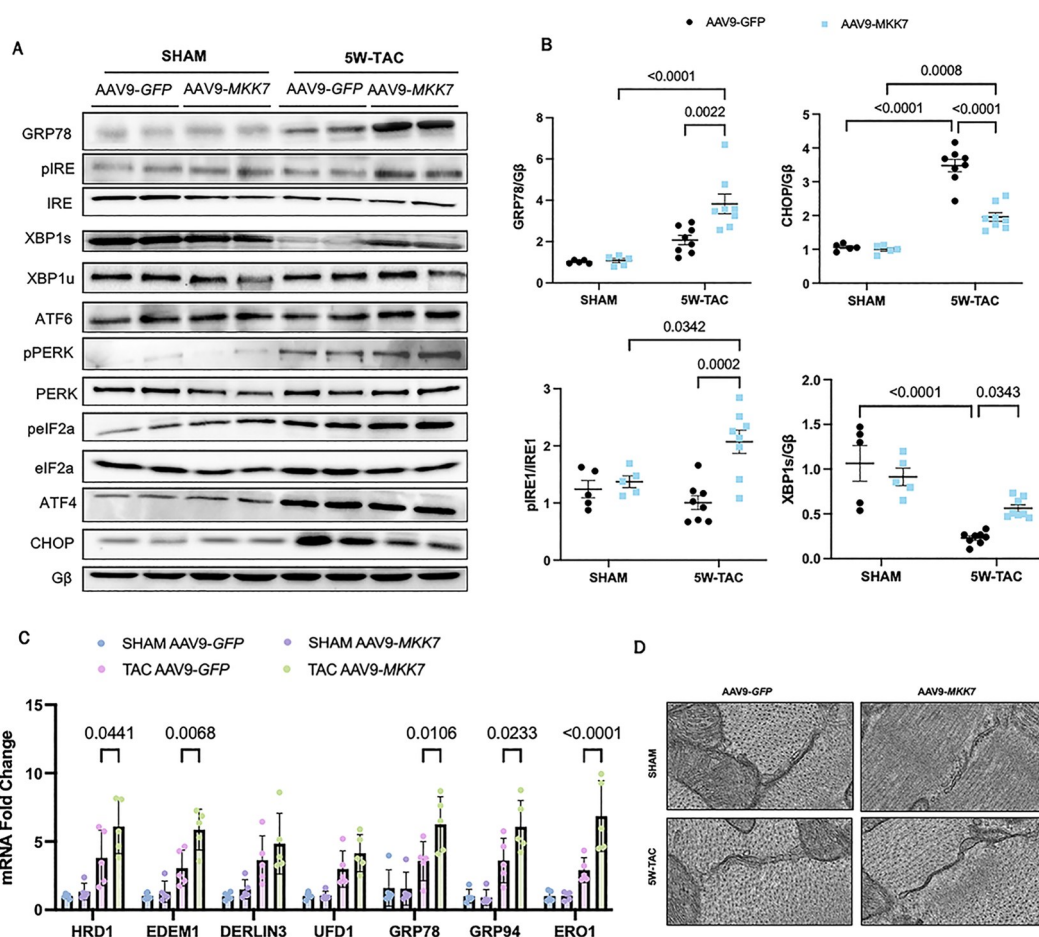 A
SHAM
5W-TAC
AAV9-GFP
AAV9-MKK7
AAV9-GFP
AAV9-MKK7
GRP78
pIRE
IRE
XBP1s
XBP1u
ATF6
pPERK
PERK
peIF2a
eIF2a
ATF4
CHOP
Gβ
AAV9-GFP
AAV9-MKK7
B
<0.0001
0.0022
GRP78/Gβ
8
6
4
2
0
SHAM
5W-TAC
0.0008
<0.0001
<0.0001
CHOP/Gβ
5
4
3
2
1
0
SHAM
5W-TAC
0.0342
0.0002
pIRE1/IRE1
3
2
1
0
SHAM
5W-TAC
<0.0001
0.0343
XBP1s/Gβ
2.0
1.5
1.0
0.5
0.0
SHAM
5W-TAC
C
SHAM AAV9-GFP
SHAM AAV9-MKK7
TAC AAV9-GFP
TAC AAV9-MKK7
mRNA Fold Change
15
10
5
0
0.0441
0.0068
0.0106
0.0233
<0.0001
HRD1
EDEM1
DERLIN3
UFD1
GRP78
GRP94
ERO1
D
AAV9-GFP
AAV9-MKK7
SHAM
5W-TAC